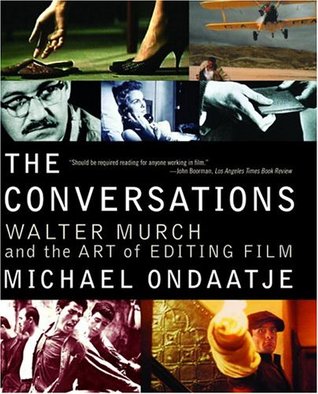 THE
"Should be required reading for anyone working in film."
—John Boorman, Los Angeles Times Book Review
CONVERSATIONS
WALTER MURCH
and the ART of EDITING FILM
MICHAEL ONDAATJE